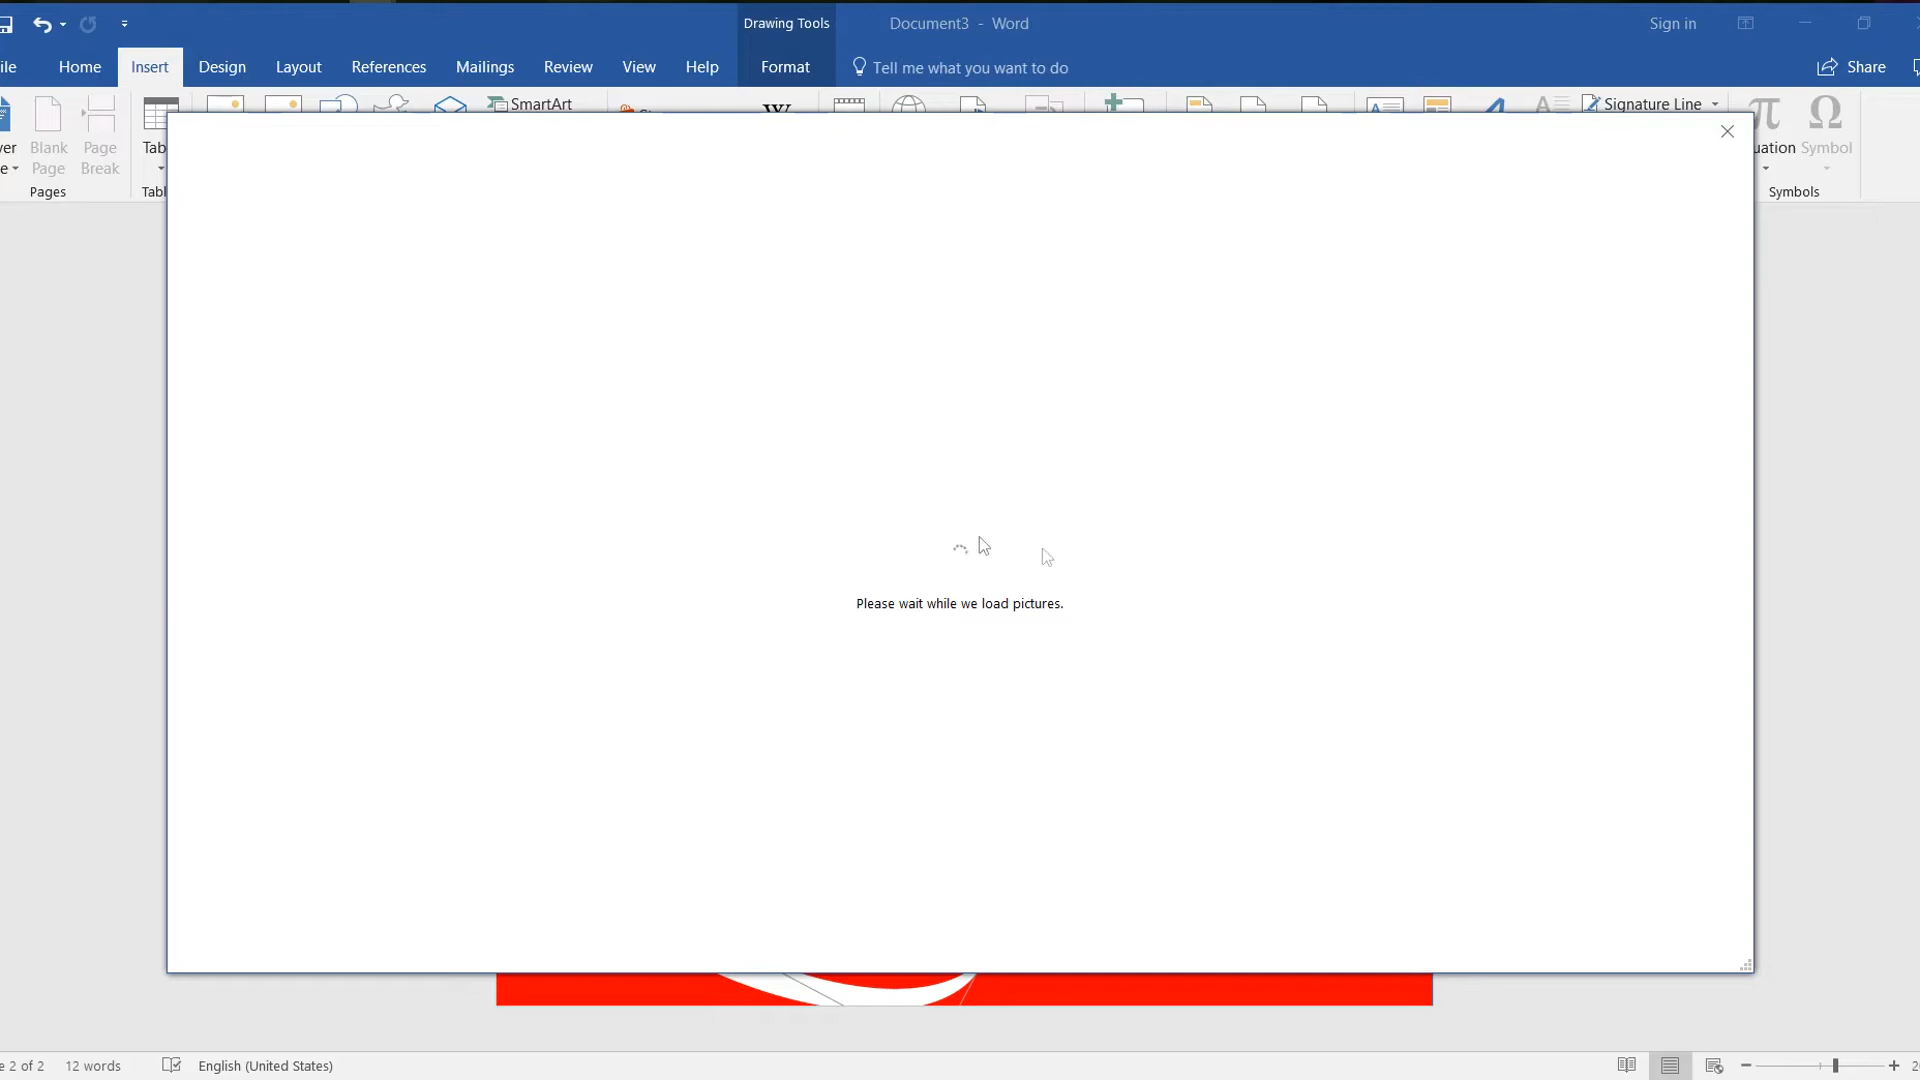 Drawing Tools
Document3 - Word
Sign in
ile
Home
Insert
Design
Layout
References
Mailings
Review
View
Help
Format
Tell me what you want to do
Share
SmartArt
Signature Line
ver
Blank
Page
Page
Break
Tab
uation
Symbol
Pages
Tabl
Symbols
Please wait while we load pictures.
e 2 of 2
12 words
English (United States)